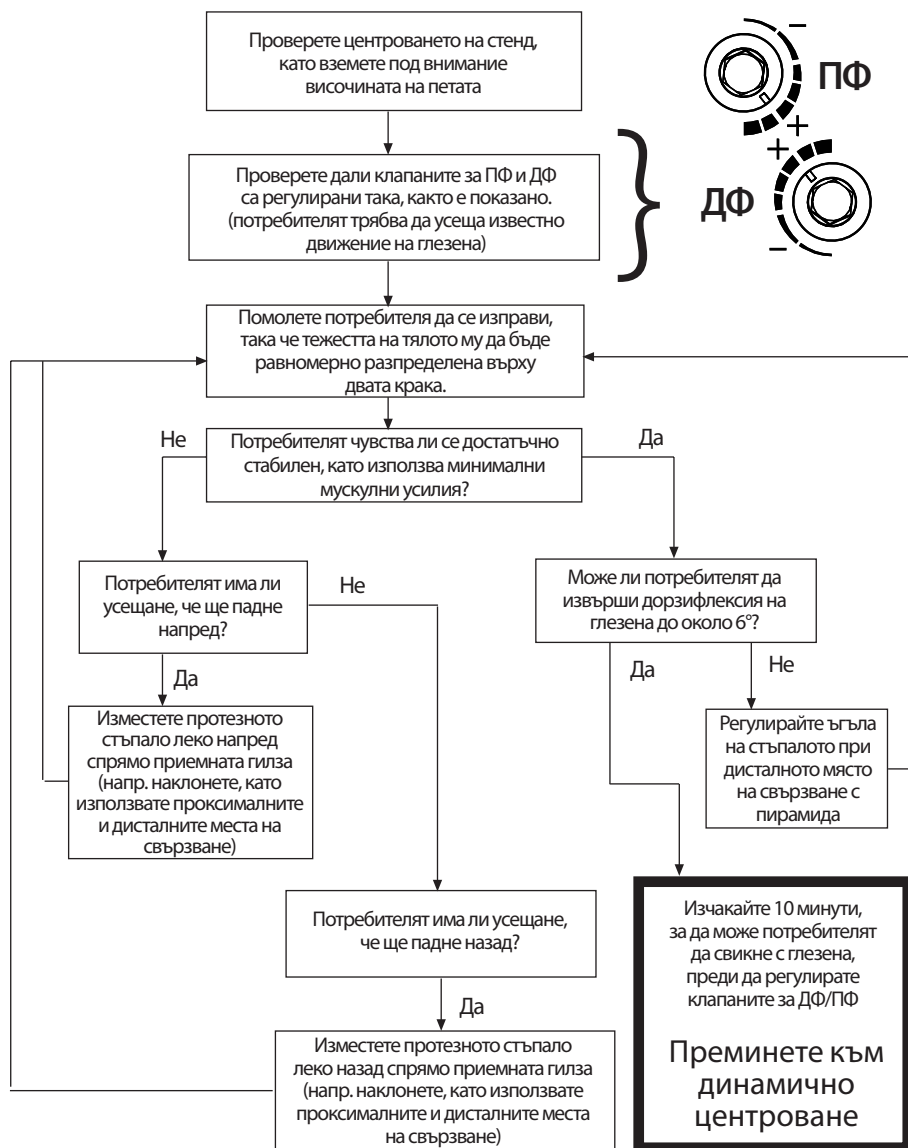 Проверете центроването на стенд,
като вземете под внимание
височината на петата
–
ПФ
+
+
ДФ
–
Проверете дали клапаните за ПФ и ДФ
са регулирани така, както е показано.
(потребителят трябва да усеща известно
движение на глезена)
Помолете потребителя да се изправи,
така че тежестта на тялото му да бъде
равномерно разпределена върху
двата крака.
Не
Потребителят чувства ли се достатъчно
стабилен, като използва минимални
мускулни усилия?
Да
Потребителят има ли
усещане, че ще падне
напред?
Не
Може ли потребителят да
извърши дорзифлексия на
глезена до около 6°?
Да
Да
Не
Изместете протезното
стъпало леко напред
спрямо приемната гилза
(напр. наклонете, като
използвате проксималните
и дисталните места на
свързване)
Регулирайте ъгъла
на стъпалото при
дисталното място
на свързване с
пирамида
Потребителят има ли усещане,
че ще падне назад?
Да
Изместете протезното стъпало
леко назад спрямо приемната гилза
(напр. наклонете, като използвате
проксималните и дисталните места
на свързване)
Изчакайте 10 минути,
за да може потребителят
да свикне с глезена,
преди да регулирате
клапаните за ДФ/ПФ
Преминете към
динамично
центроване